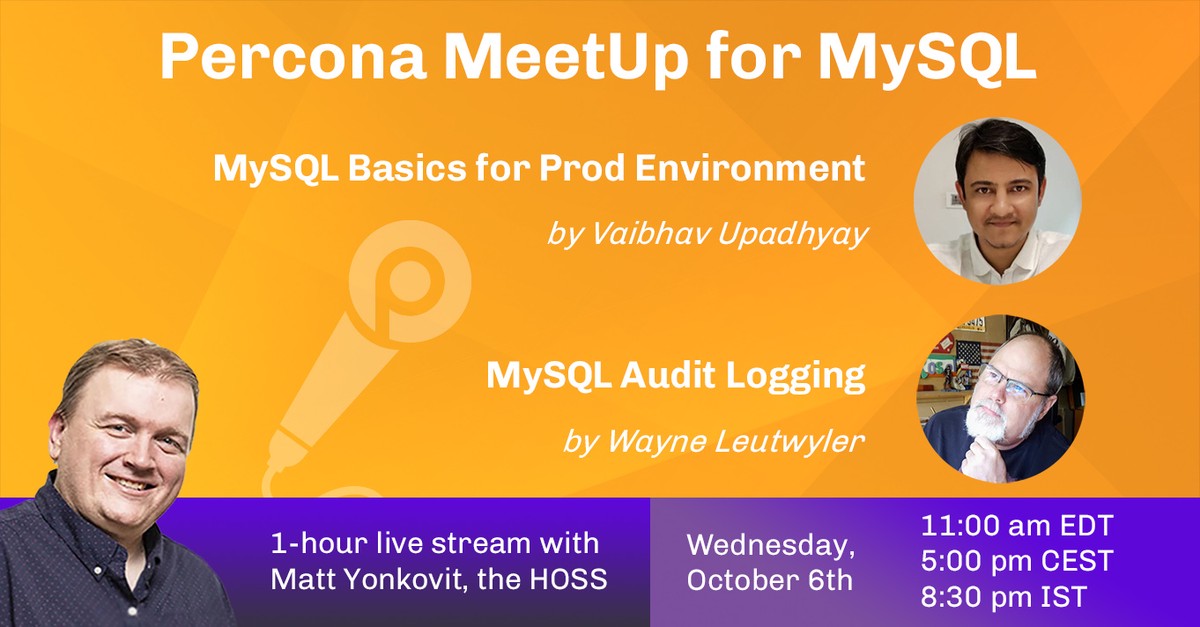 Percona MeetUp for MySQL
MySQL Basics for Prod Environment
by Vaibhav Upadhyay
MySQL Audit Logging
by Wayne Leutwyler
1-hour live stream with
Matt Yonkovit, the HOSS
Wednesday,
October 6th
11:00 am EDT
5:00 pm CEST
8:30 pm IST